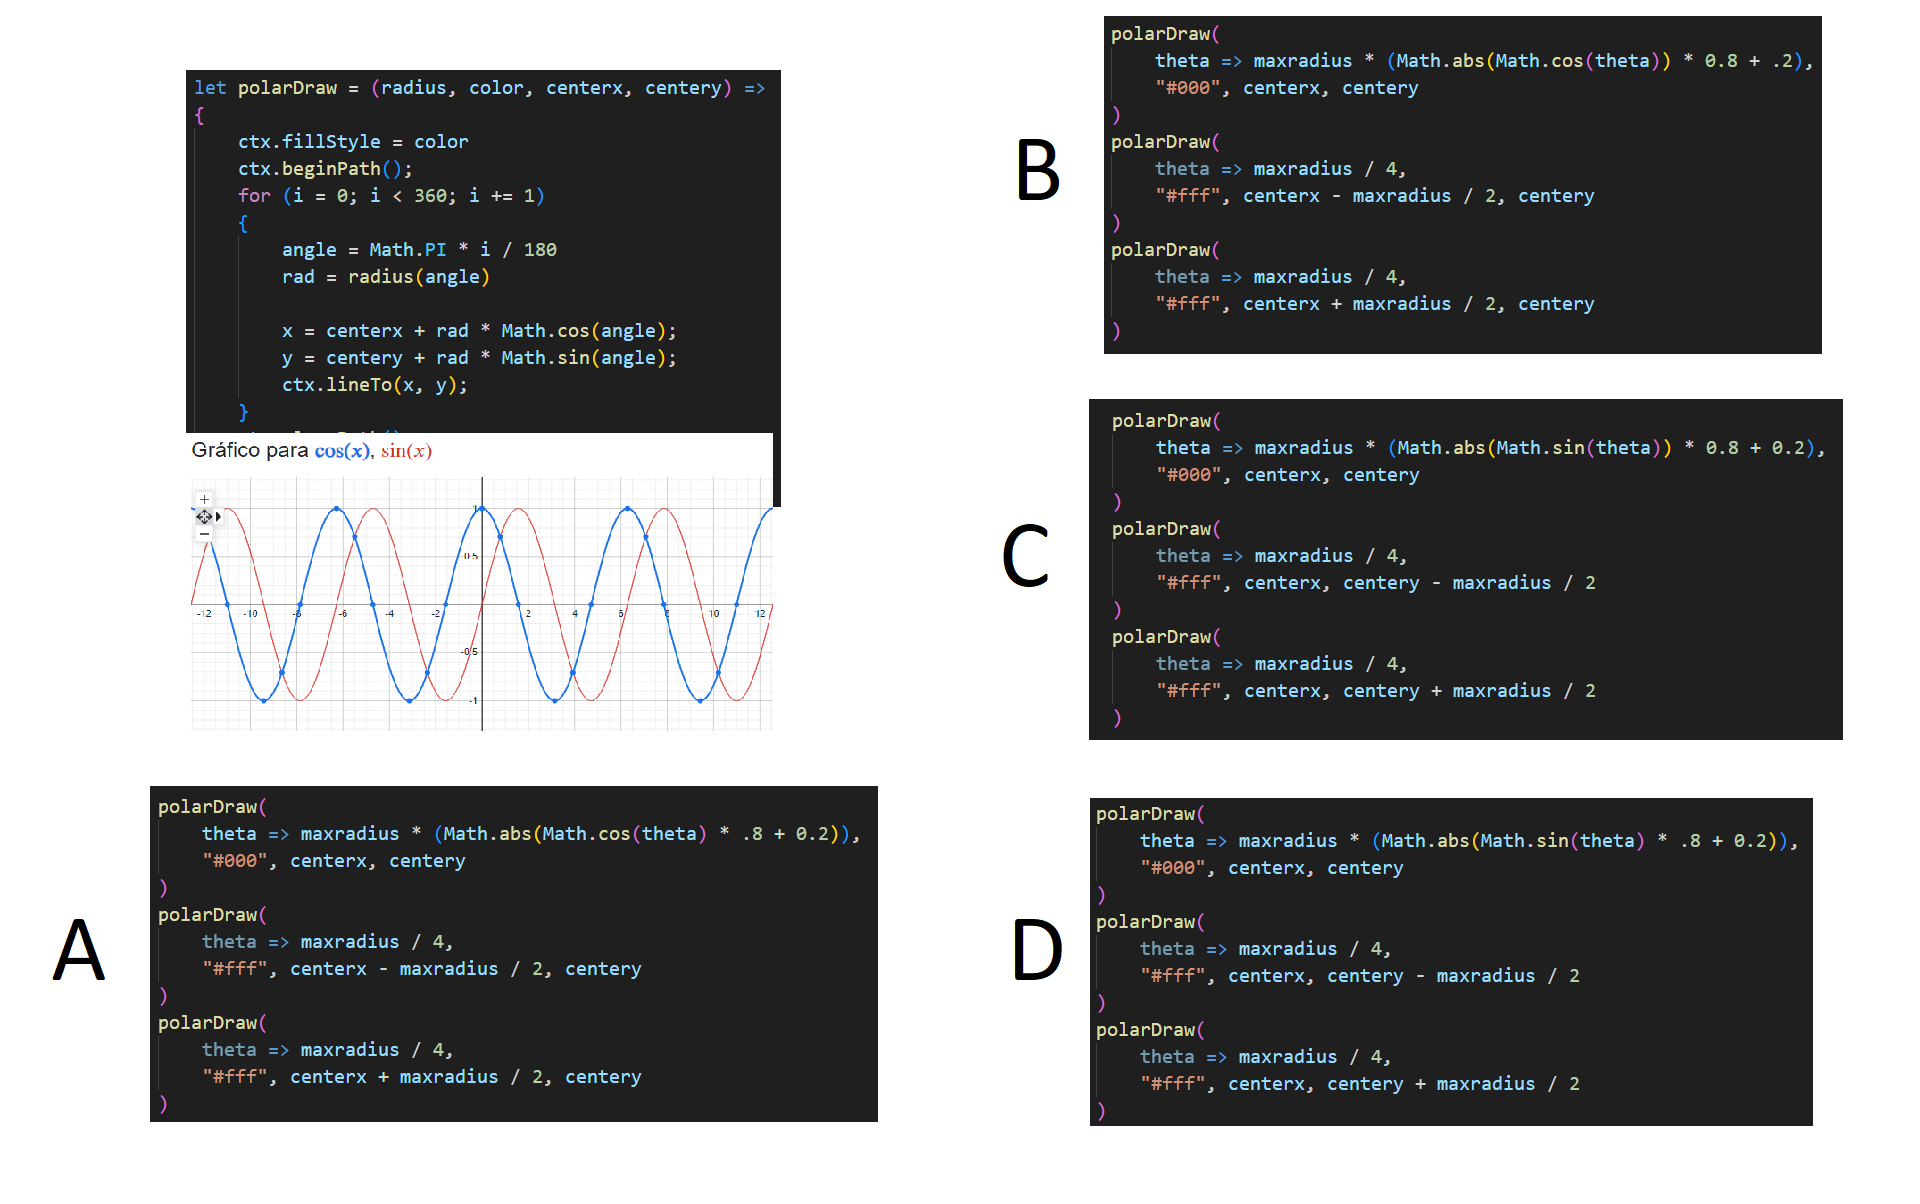 let polarDraw = (radius, color, centerx, centery) =>
{
ctx.fillStyle = color
ctx.beginPath();
for (i = 0; i < 360; i += 1)
{
angle = Math.PI * i / 180
rad = radius(angle)
x = centerx + rad * Math.cos(angle);
y = centery + rad * Math.sin(angle);
ctx.lineTo(x, y);
}
Gráfico para cos(x), sin(x)
+
−
1
0.5
-12 -10 -8 -6 -4 -2 2 4 6 8 10 12
-0.5
-1
A
polarDraw(
theta => maxradius * (Math.abs(Math.cos(theta) * .8 + 0.2)),
"#000", centerx, centery
)
polarDraw(
theta => maxradius / 4,
"#fff", centerx - maxradius / 2, centery
)
polarDraw(
theta => maxradius / 4,
"#fff", centerx + maxradius / 2, centery
)
B
polarDraw(
theta => maxradius * (Math.abs(Math.cos(theta)) * 0.8 + .2),
"#000", centerx, centery
)
polarDraw(
theta => maxradius / 4,
"#fff", centerx - maxradius / 2, centery
)
polarDraw(
theta => maxradius / 4,
"#fff", centerx + maxradius / 2, centery
)
C
polarDraw(
theta => maxradius * (Math.abs(Math.sin(theta)) * 0.8 + 0.2),
"#000", centerx, centery
)
polarDraw(
theta => maxradius / 4,
"#fff", centerx, centery - maxradius / 2
)
polarDraw(
theta => maxradius / 4,
"#fff", centerx, centery + maxradius / 2
)
D
polarDraw(
theta => maxradius * (Math.abs(Math.sin(theta) * .8 + 0.2)),
"#000", centerx, centery
)
polarDraw(
theta => maxradius / 4,
"#fff", centerx, centery - maxradius / 2
)
polarDraw(
theta => maxradius / 4,
"#fff", centerx, centery + maxradius / 2
)